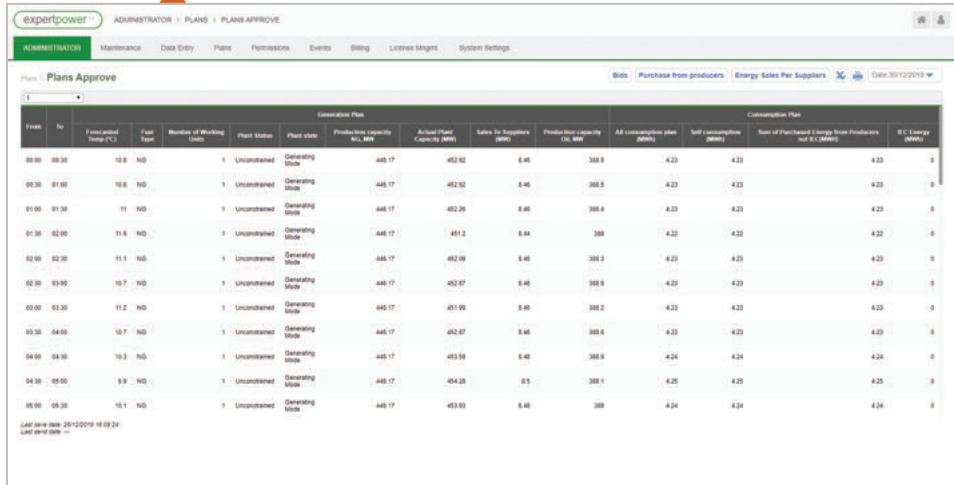 expertpower ADMINISTRATOR › PLANS › PLANS APPROVE
ADMINISTRATOR Maintenance Data Entry Plans Permissions Events Billing License Mngmt System Settings
Plans Plans Approve Bids Purchase from producers Energy Sales Per Suppliers Date:30/12/2019
1
Generation Plan Consumption Plan
From To Forecasted Temp (°C) Fuel Type Number of Working Units Plant Status Plant state Production capacity NG, MW Actual Plant Capacity (MW) Sales To Suppliers (MW) Production capacity Oil, MW All consumption plan (MWh) Self consumption (MWh) Sum of Purchased Energy from Producers not IEC(MWH) IEC Energy (MWh)
00:00 00:30 10.8 NG 1 Unconstrained Generating Mode 448.17 452.92 8.46 388.5 4.23 4.23 4.23 0
00:30 01:00 10.8 NG 1 Unconstrained Generating Mode 448.17 452.92 8.46 388.5 4.23 4.23 4.23 0
01:00 01:30 11 NG 1 Unconstrained Generating Mode 448.17 452.26 8.46 388.4 4.23 4.23 4.23 0
01:30 02:00 11.6 NG 1 Unconstrained Generating Mode 448.17 451.2 8.44 388 4.22 4.22 4.22 0
02:00 02:30 11.1 NG 1 Unconstrained Generating Mode 448.17 452.09 8.46 388.3 4.23 4.23 4.23 0
02:30 03:00 10.7 NG 1 Unconstrained Generating Mode 448.17 452.87 8.46 388.6 4.23 4.23 4.23 0
03:00 03:30 11.2 NG 1 Unconstrained Generating Mode 448.17 451.99 8.46 388.2 4.23 4.23 4.23 0
03:30 04:00 10.7 NG 1 Unconstrained Generating Mode 448.17 452.87 8.46 388.6 4.23 4.23 4.23 0
04:00 04:30 10.3 NG 1 Unconstrained Generating Mode 448.17 453.58 8.48 388.9 4.24 4.24 4.24 0
04:30 05:00 9.9 NG 1 Unconstrained Generating Mode 448.17 454.28 8.5 389.1 4.25 4.25 4.25 0
05:00 05:30 10.1 NG 1 Unconstrained Generating Mode 448.17 453.93 8.48 389 4.24 4.24 4.24 0
Last save date: 26/12/2019 16:09:24
Last send date: ---